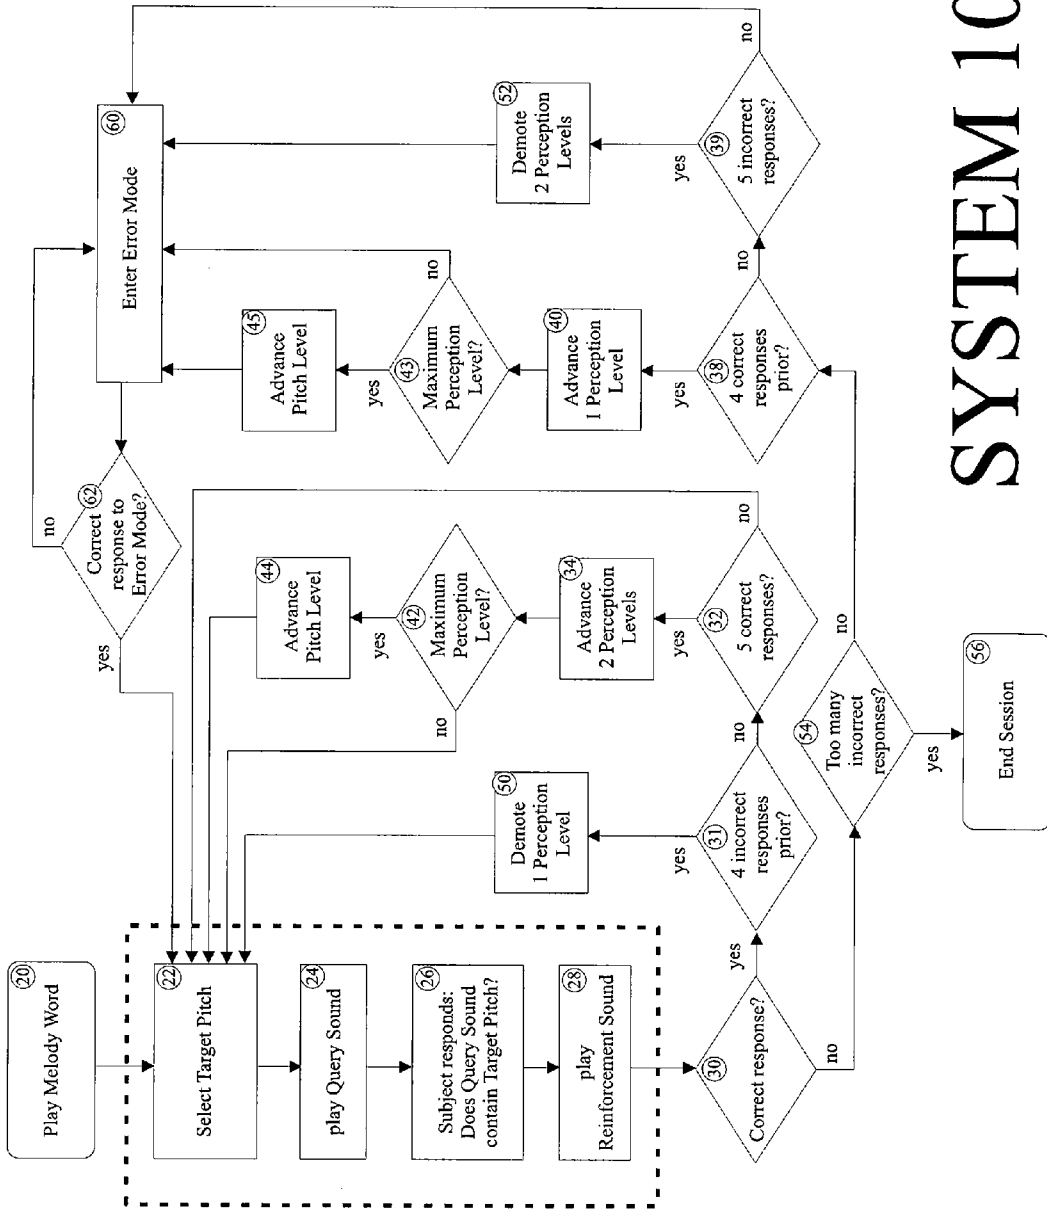 20
Play Melody Word
22
Select Target Pitch
24
play Query Sound
26
Subject responds:
Does Query Sound
contain Target Pitch?
28
play
Reinforcement Sound
30
Correct response?
yes
no
31
4 incorrect
responses
prior?
yes
no
50
Demote
1 Perception
Level
32
5 correct
responses?
yes
no
34
Advance
2 Perception
Levels
42
Maximum
Perception
Level?
yes
no
44
Advance
Pitch Level
54
Too many
incorrect
responses?
yes
no
56
End Session
38
4 correct
responses
prior?
yes
no
40
Advance
1 Perception
Level
43
Maximum
Perception
Level?
yes
no
45
Advance
Pitch Level
39
5 incorrect
responses?
yes
no
52
Demote
2 Perception
Levels
60
Enter Error Mode
62
Correct
response to
Error Mode?
yes
no
SYSTEM 10